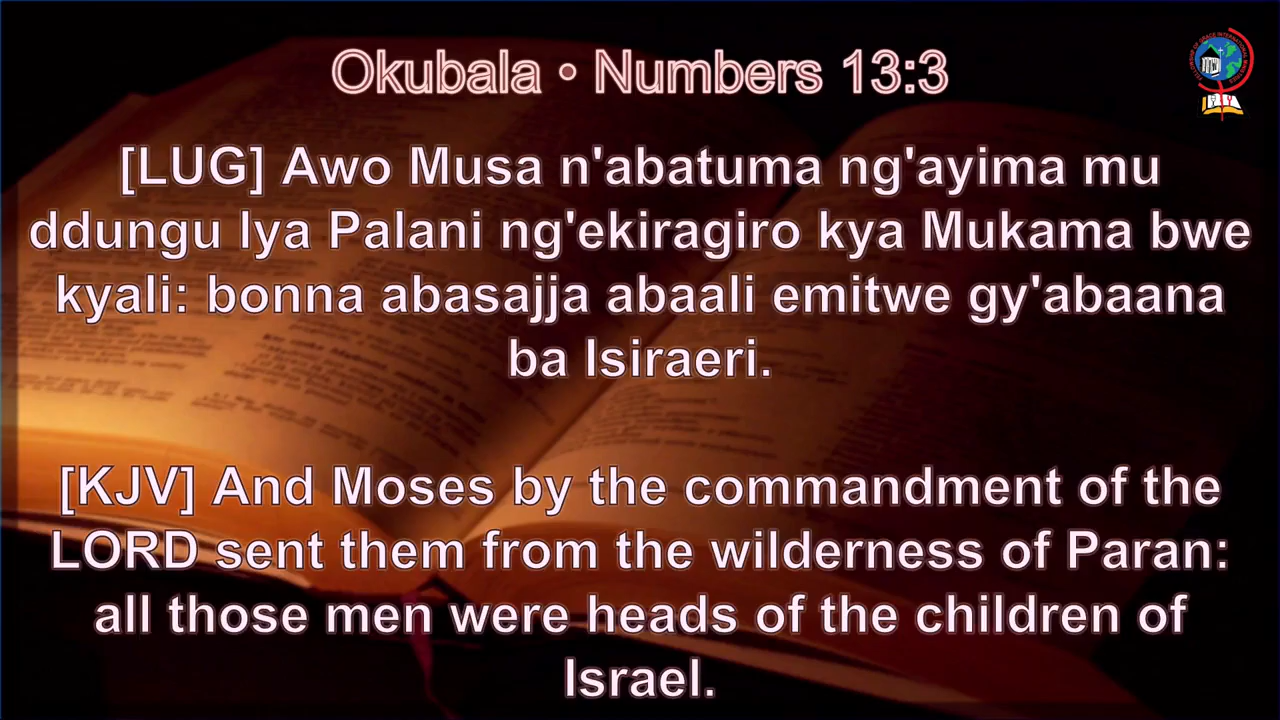 Okubala • Numbers 13:3
[LUG] Awo Musa n'abatuma ng'ayima mu
ddungu lya Palani ng'ekiragiro kya Mukama bwe
kyali: bonna abasajja abaali emitwe gy'abaana
ba Isiraeri.
[KJV] And Moses by the commandment of the
LORD sent them from the wilderness of Paran:
all those men were heads of the children of
Israel.